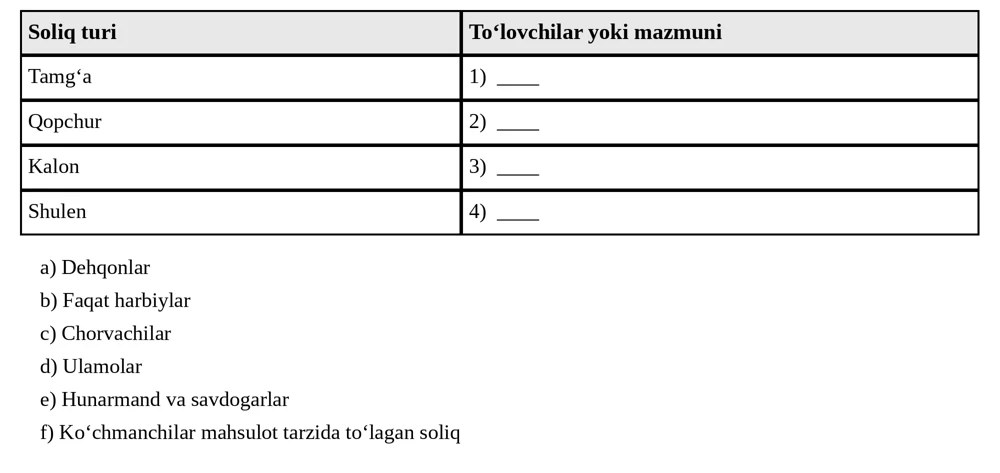 Soliq turi To‘lovchilar yoki mazmuni
Tamg‘a 1) ____
Qopchur 2) ____
Kalon 3) ____
Shulen 4) ____
a) Dehqonlar
b) Faqat harbiylar
c) Chorvachilar
d) Ulamolar
e) Hunarmand va savdogarlar
f) Ko‘chmanchilar mahsulot tarzida to‘lagan soliq